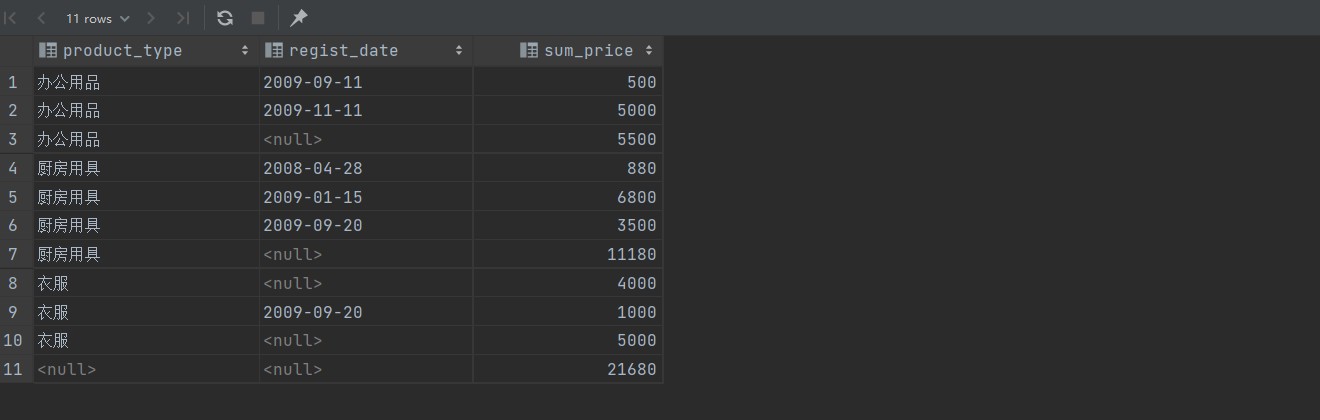 11 rows
product_type regist_date sum_price
1 办公用品 2009-09-11 500
2 办公用品 2009-11-11 5000
3 办公用品 <null> 5500
4 厨房用具 2008-04-28 880
5 厨房用具 2009-01-15 6800
6 厨房用具 2009-09-20 3500
7 厨房用具 <null> 11180
8 衣服 <null> 4000
9 衣服 2009-09-20 1000
10 衣服 <null> 5000
11 <null> <null> 21680